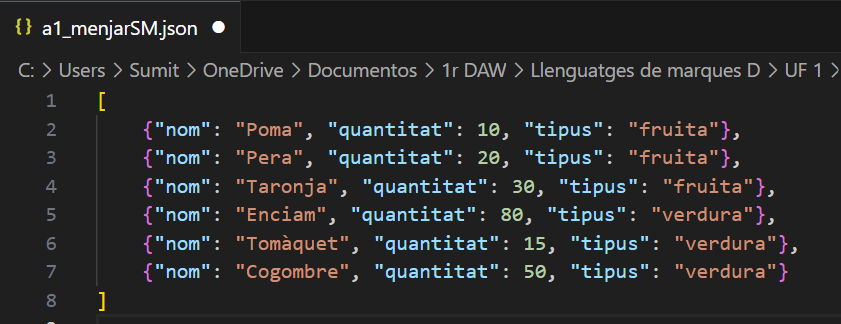 {} a1_menjarSM.json ●
C: > Users > Sumit > OneDrive > Documentos > 1r DAW > Llenguatges de marques D > UF 1 >
1 [
2 {"nom": "Poma", "quantitat": 10, "tipus": "fruita"},
3 {"nom": "Pera", "quantitat": 20, "tipus": "fruita"},
4 {"nom": "Taronja", "quantitat": 30, "tipus": "fruita"},
5 {"nom": "Enciam", "quantitat": 80, "tipus": "verdura"},
6 {"nom": "Tomàquet", "quantitat": 15, "tipus": "verdura"},
7 {"nom": "Cogombre", "quantitat": 50, "tipus": "verdura"}
8 ]